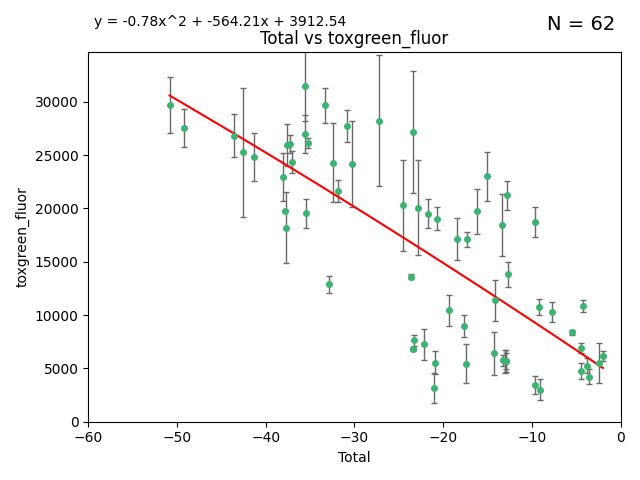 y = -0.78x^2 + -564.21x + 3912.54
N = 62
Total vs toxgreen_fluor
30000
25000
20000
15000
10000
5000
0
toxgreen_fluor
−60
−50
−40
−30
−20
−10
0
Total